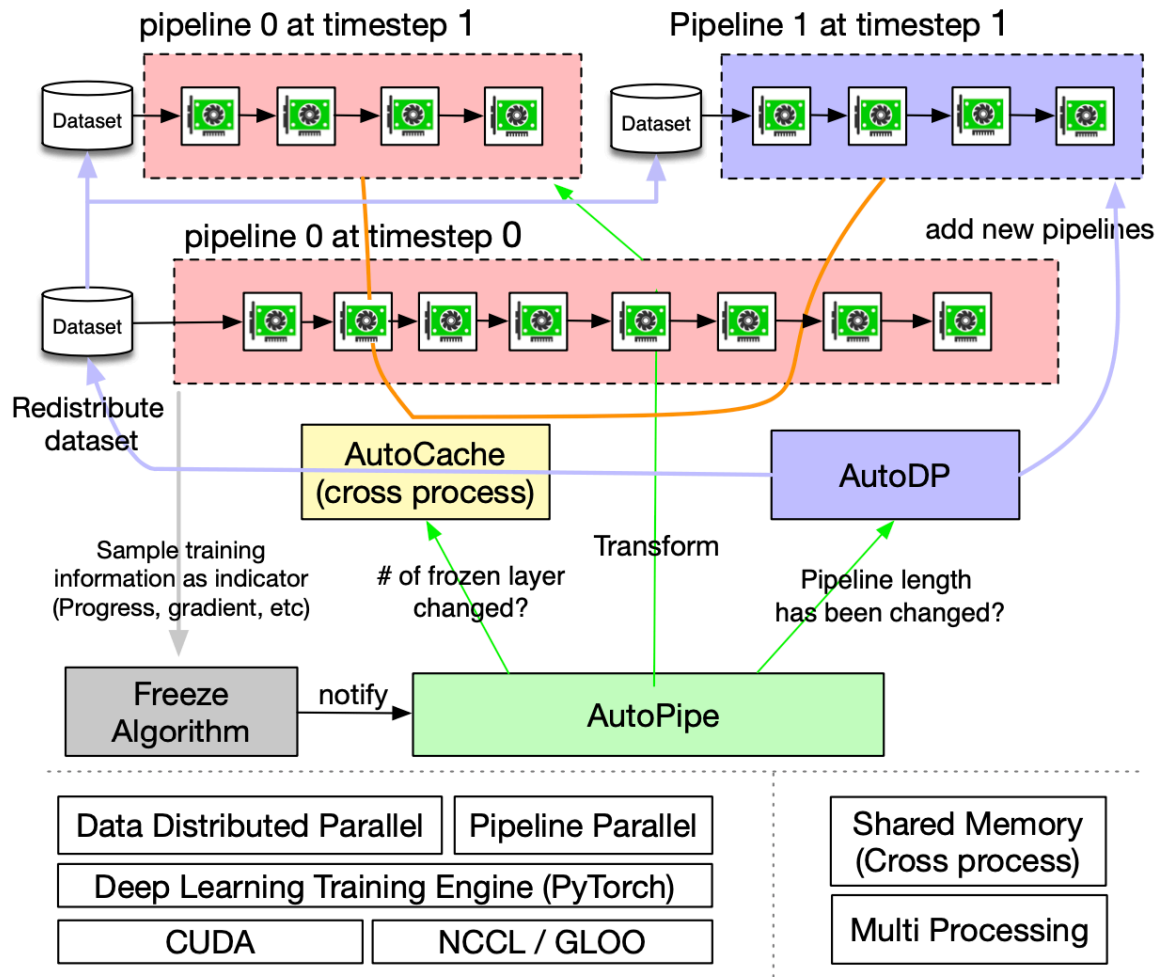 pipeline 0 at timestep 1
Pipeline 1 at timestep 1
Dataset
Dataset
pipeline 0 at timestep 0
add new pipelines
Dataset
Redistribute
dataset
AutoCache
(cross process)
AutoDP
Sample training
information as indicator
(Progress, gradient, etc)
# of frozen layer
changed?
Transform
Pipeline length
has been changed?
Freeze
Algorithm
notify
AutoPipe
Data Distributed Parallel
Pipeline Parallel
Deep Learning Training Engine (PyTorch)
CUDA
NCCL / GLOO
Shared Memory
(Cross process)
Multi Processing